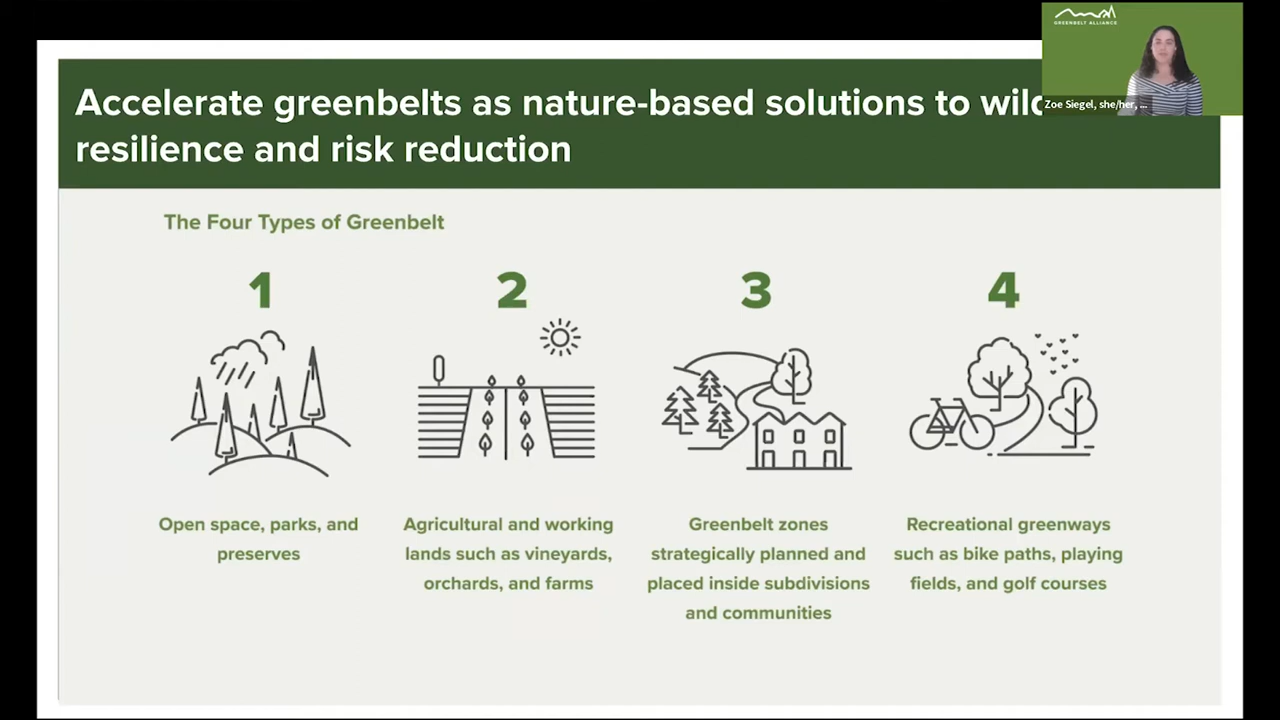 Accelerate greenbelts as nature-based solutions to
resilience and risk reduction
GREENBELT ALLIANCE
Zoe Siegel, she/her, ...
The Four Types of Greenbelt
1
2
3
4
Open space, parks, and
preserves
Agricultural and working
lands such as vineyards,
orchards, and farms
Greenbelt zones
strategically planned and
placed inside subdivisions
and communities
Recreational greenways
such as bike paths, playing
fields, and golf courses